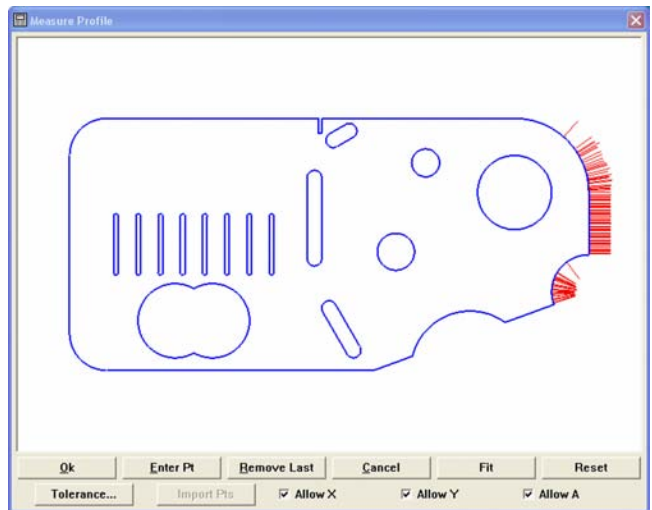 Measure Profile
Ok Enter Pt Remove Last Cancel Fit Reset
Tolerance... Import Pts Allow X Allow Y Allow A